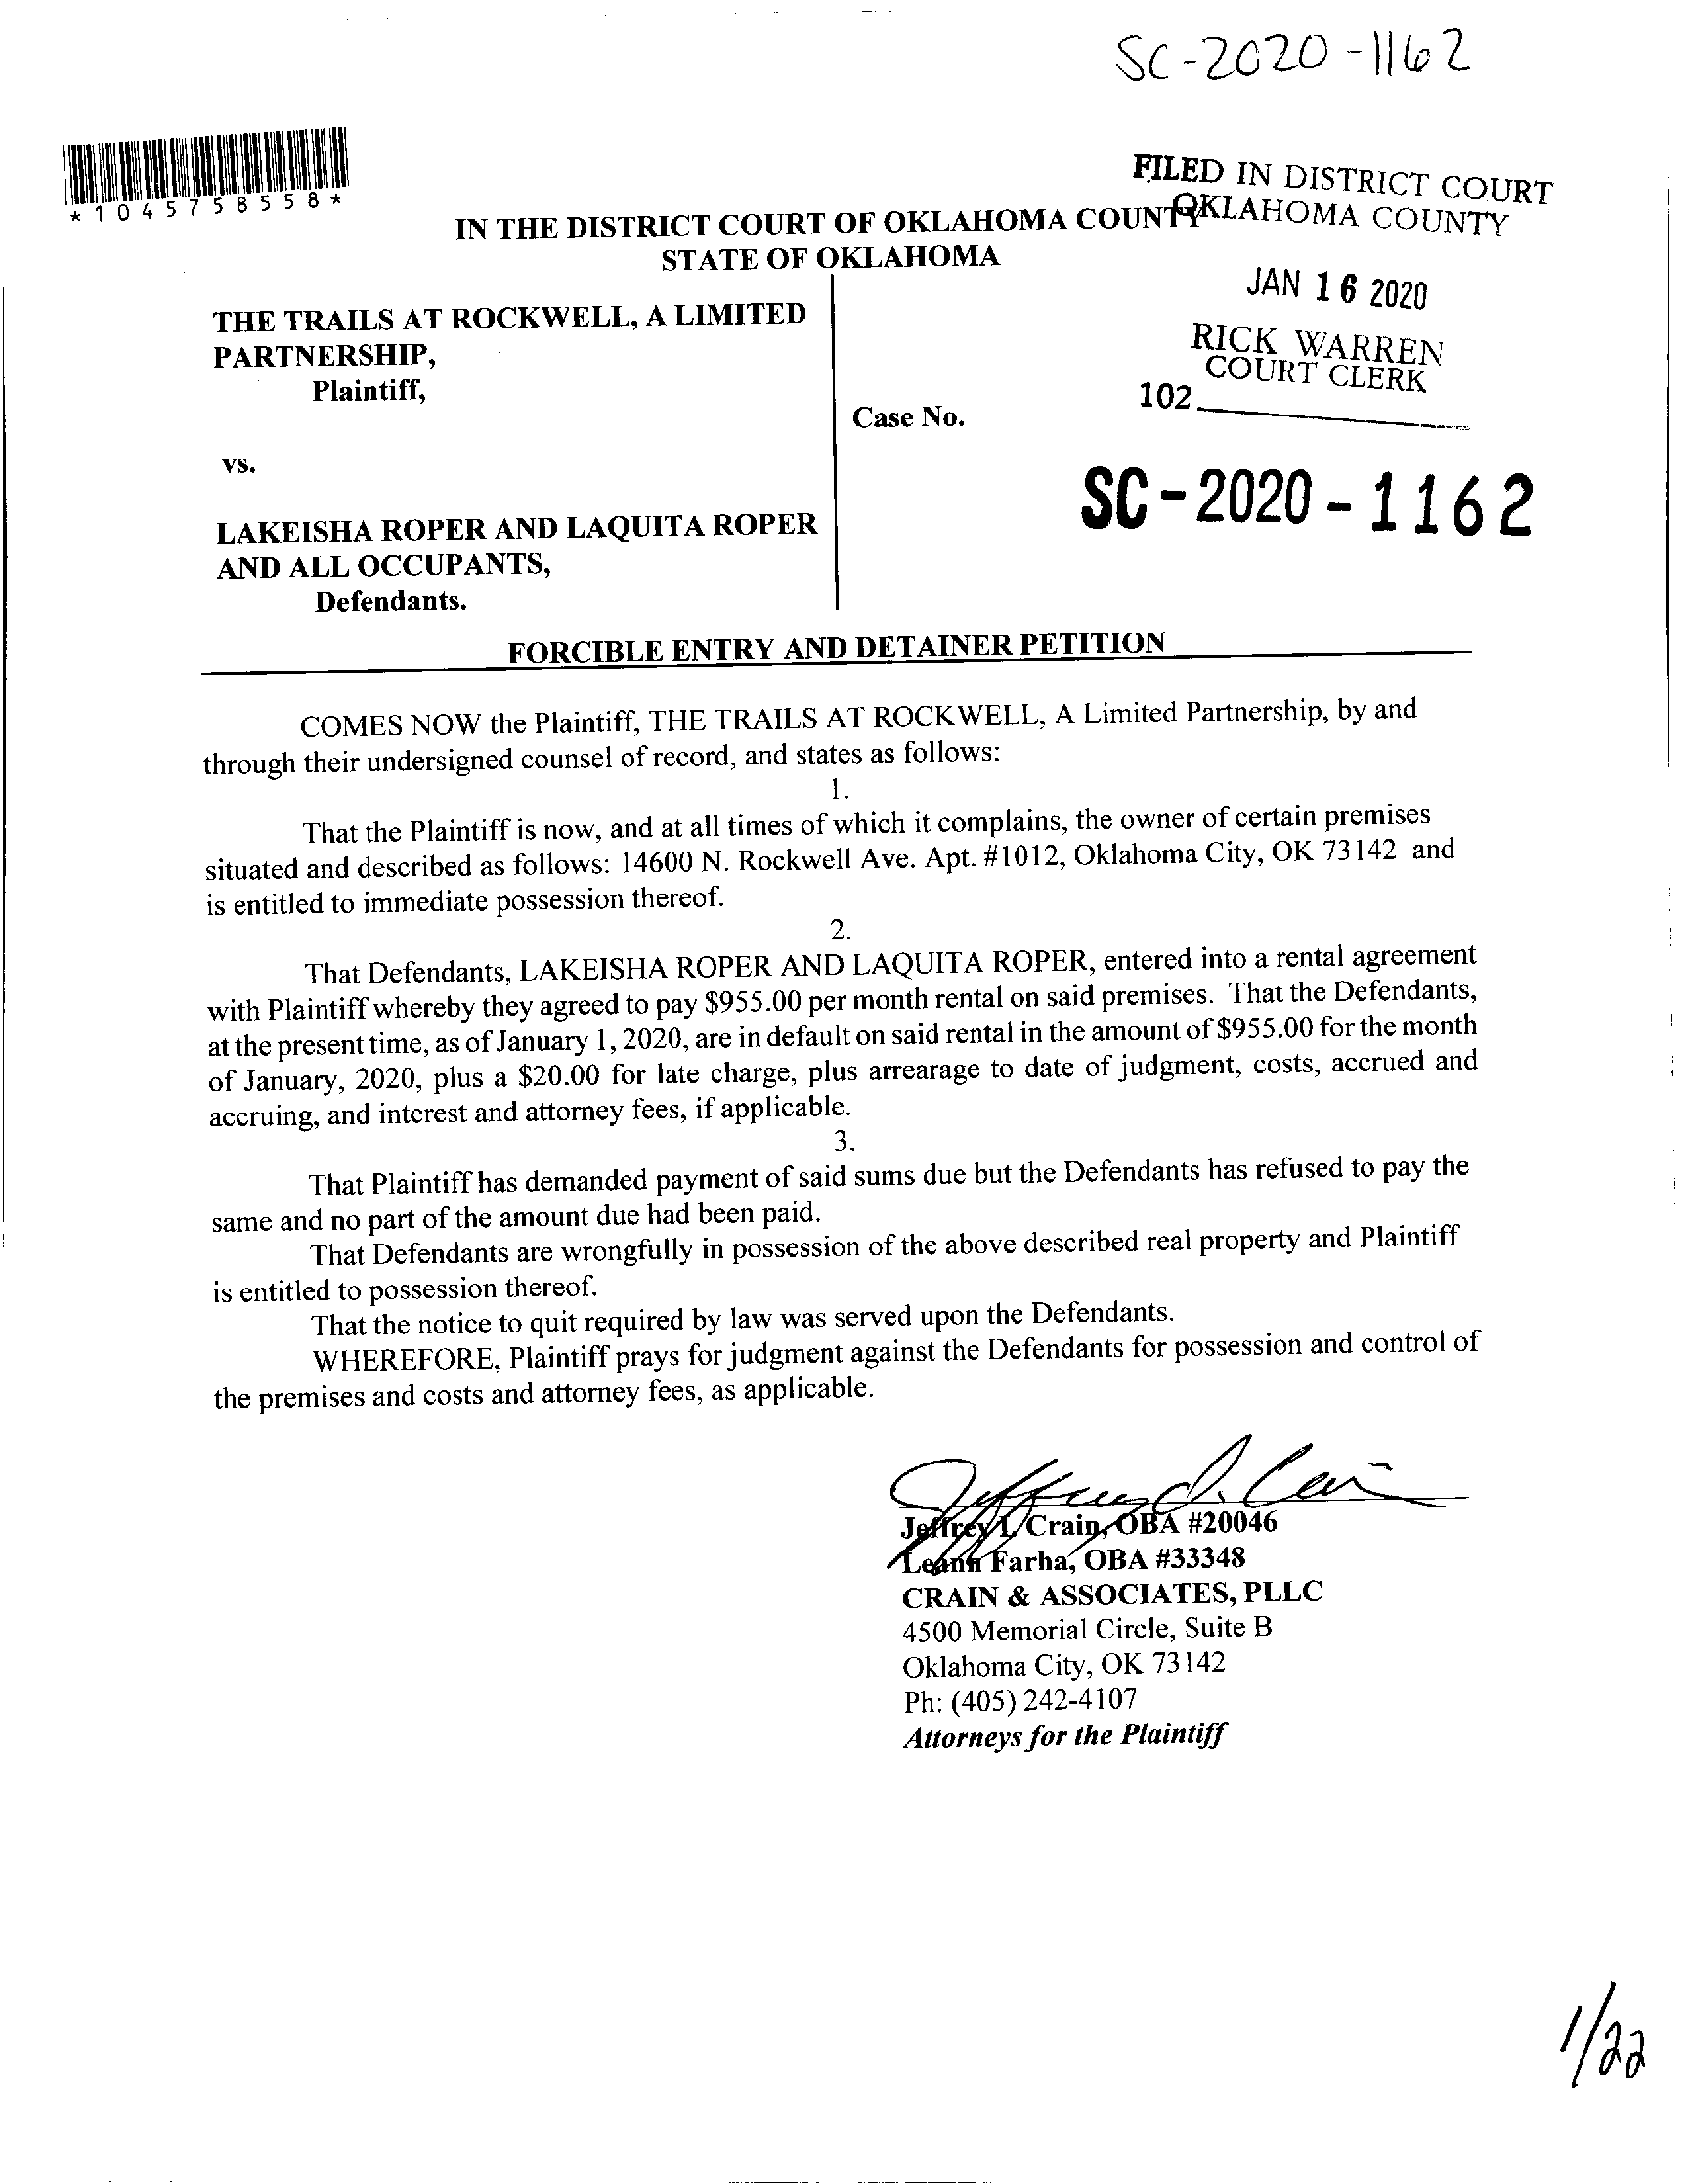 SC-2020-1162
*1045758558*
FILED IN DISTRICT COURT
OKLAHOMA COUNTY
IN THE DISTRICT COURT OF OKLAHOMA COUNTY
STATE OF OKLAHOMA
JAN 16 2020
RICK WARREN
COURT CLERK
102
THE TRAILS AT ROCKWELL, A LIMITED
PARTNERSHIP,
Plaintiff,
Case No.
vs.
SC-2020-1162
LAKEISHA ROPER AND LAQUITA ROPER
AND ALL OCCUPANTS,
Defendants.
FORCIBLE ENTRY AND DETAINER PETITION
COMES NOW the Plaintiff, THE TRAILS AT ROCKWELL, A Limited Partnership, by and
through their undersigned counsel of record, and states as follows:
1.
That the Plaintiff is now, and at all times of which it complains, the owner of certain premises
situated and described as follows: 14600 N. Rockwell Ave. Apt. #1012, Oklahoma City, OK 73142 and
is entitled to immediate possession thereof.
2.
That Defendants, LAKEISHA ROPER AND LAQUITA ROPER, entered into a rental agreement
with Plaintiff whereby they agreed to pay $955.00 per month rental on said premises. That the Defendants,
at the present time, as of January 1, 2020, are in default on said rental in the amount of $955.00 for the month
of January, 2020, plus a $20.00 for late charge, plus arrearage to date of judgment, costs, accrued and
accruing, and interest and attorney fees, if applicable.
3.
That Plaintiff has demanded payment of said sums due but the Defendants has refused to pay the
same and no part of the amount due had been paid.
That Defendants are wrongfully in possession of the above described real property and Plaintiff
is entitled to possession thereof.
That the notice to quit required by law was served upon the Defendants.
WHEREFORE, Plaintiff prays for judgment against the Defendants for possession and control of
the premises and costs and attorney fees, as applicable.
Jeffrey L Crain, OBA #20046
Leann Farha, OBA #33348
CRAIN & ASSOCIATES, PLLC
4500 Memorial Circle, Suite B
Oklahoma City, OK 73142
Ph: (405) 242-4107
Attorneys for the Plaintiff
1/22